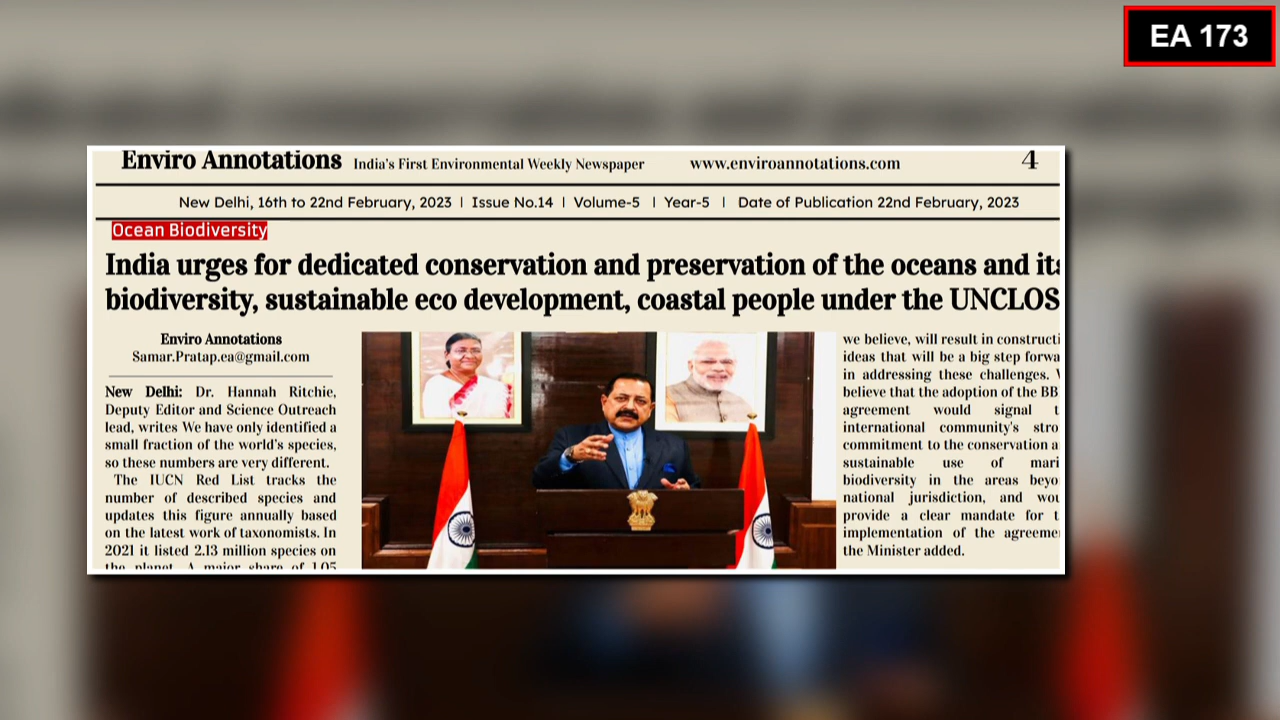 EA 173
Enviro Annotations India's First Environmental Weekly Newspaper www.enviroannotations.com 4
New Delhi, 16th to 22nd February, 2023 | Issue No.14 | Volume-5 | Year-5 | Date of Publication 22nd February, 2023
Ocean Biodiversity
India urges for dedicated conservation and preservation of the oceans and its
biodiversity, sustainable eco development, coastal people under the UNCLOS
Enviro Annotations
Samar.Pratap.ea@gmail.com
New Delhi: Dr. Hannah Ritchie,
Deputy Editor and Science Outreach
lead, writes We have only identified a
small fraction of the world's species,
so these numbers are very different.
The IUCN Red List tracks the
number of described species and
updates this figure annually based
on the latest work of taxonomists. In
2021 it listed 2.13 million species on
the planet. A major share of 1.05
we believe, will result in constructi
ideas that will be a big step forwa
in addressing these challenges.
believe that the adoption of the BB
agreement would signal t
international community's stro
commitment to the conservation a
sustainable use of mari
biodiversity in the areas beyo
national jurisdiction, and wou
provide a clear mandate for t
implementation of the agreeme
the Minister added.